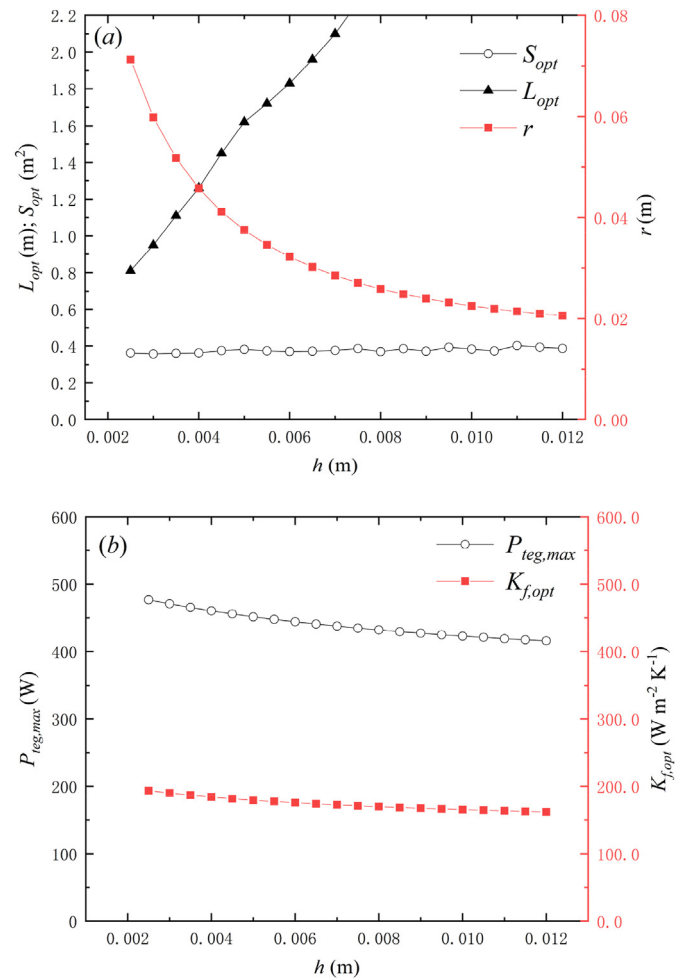 (a)
S_opt
L_opt
r
2.2
2.0
1.8
1.6
1.4
1.2
1.0
0.8
0.6
0.4
0.2
0.0
L_opt (m); S_opt (m²)
0.08
0.06
0.04
0.02
0.00
r (m)
0.002 0.004 0.006 0.008 0.010 0.012
h (m)
(b)
P_teg,max
K_f,opt
600
500
400
300
200
100
0
P_teg,max (W)
600.0
500.0
400.0
300.0
200.0
100.0
0.0
K_f,opt (W m⁻² K⁻¹)
0.002 0.004 0.006 0.008 0.010 0.012
h (m)